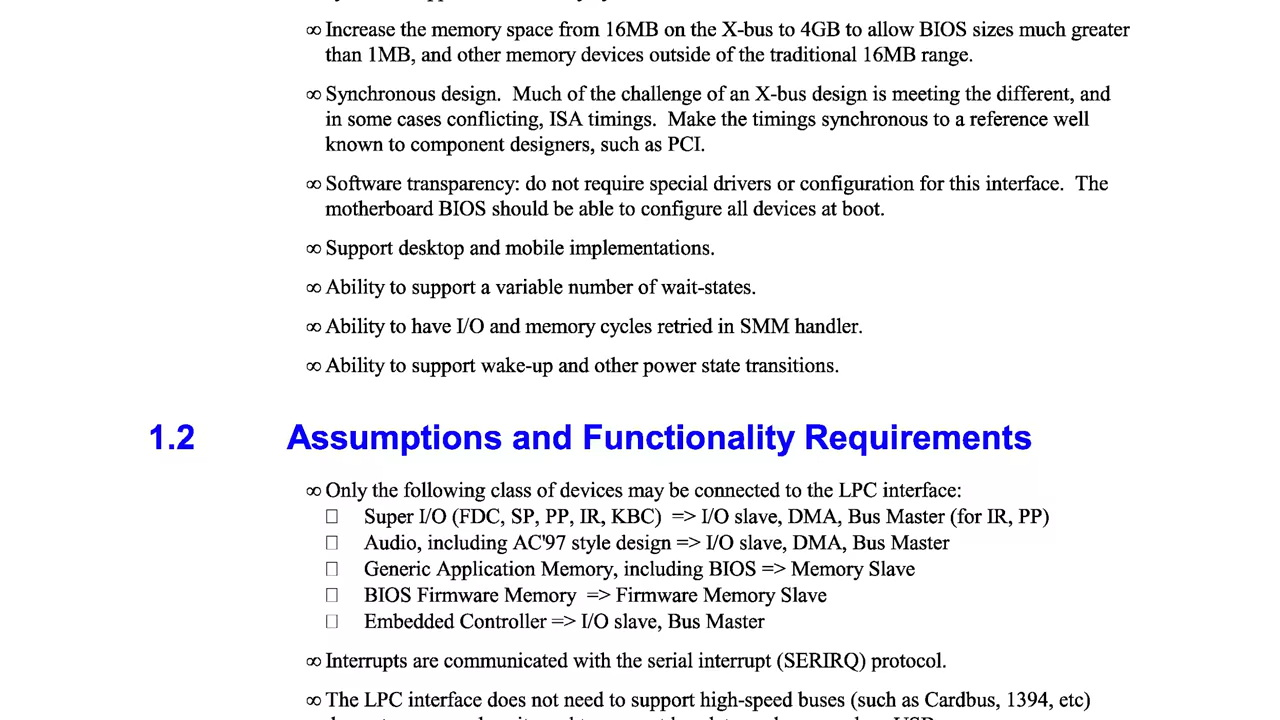 ∞ Increase the memory space from 16MB on the X-bus to 4GB to allow BIOS sizes much greater
than 1MB, and other memory devices outside of the traditional 16MB range.
∞ Synchronous design.  Much of the challenge of an X-bus design is meeting the different, and
in some cases conflicting, ISA timings.  Make the timings synchronous to a reference well
known to component designers, such as PCI.
∞ Software transparency: do not require special drivers or configuration for this interface.  The
motherboard BIOS should be able to configure all devices at boot.
∞ Support desktop and mobile implementations.
∞ Ability to support a variable number of wait-states.
∞ Ability to have I/O and memory cycles retried in SMM handler.
∞ Ability to support wake-up and other power state transitions.
1.2 Assumptions and Functionality Requirements
∞ Only the following class of devices may be connected to the LPC interface:
□ Super I/O (FDC, SP, PP, IR, KBC)  => I/O slave, DMA, Bus Master (for IR, PP)
□ Audio, including AC'97 style design => I/O slave, DMA, Bus Master
□ Generic Application Memory, including BIOS => Memory Slave
□ BIOS Firmware Memory  => Firmware Memory Slave
□ Embedded Controller => I/O slave, Bus Master
∞ Interrupts are communicated with the serial interrupt (SERIRQ) protocol.
∞ The LPC interface does not need to support high-speed buses (such as Cardbus, 1394, etc)